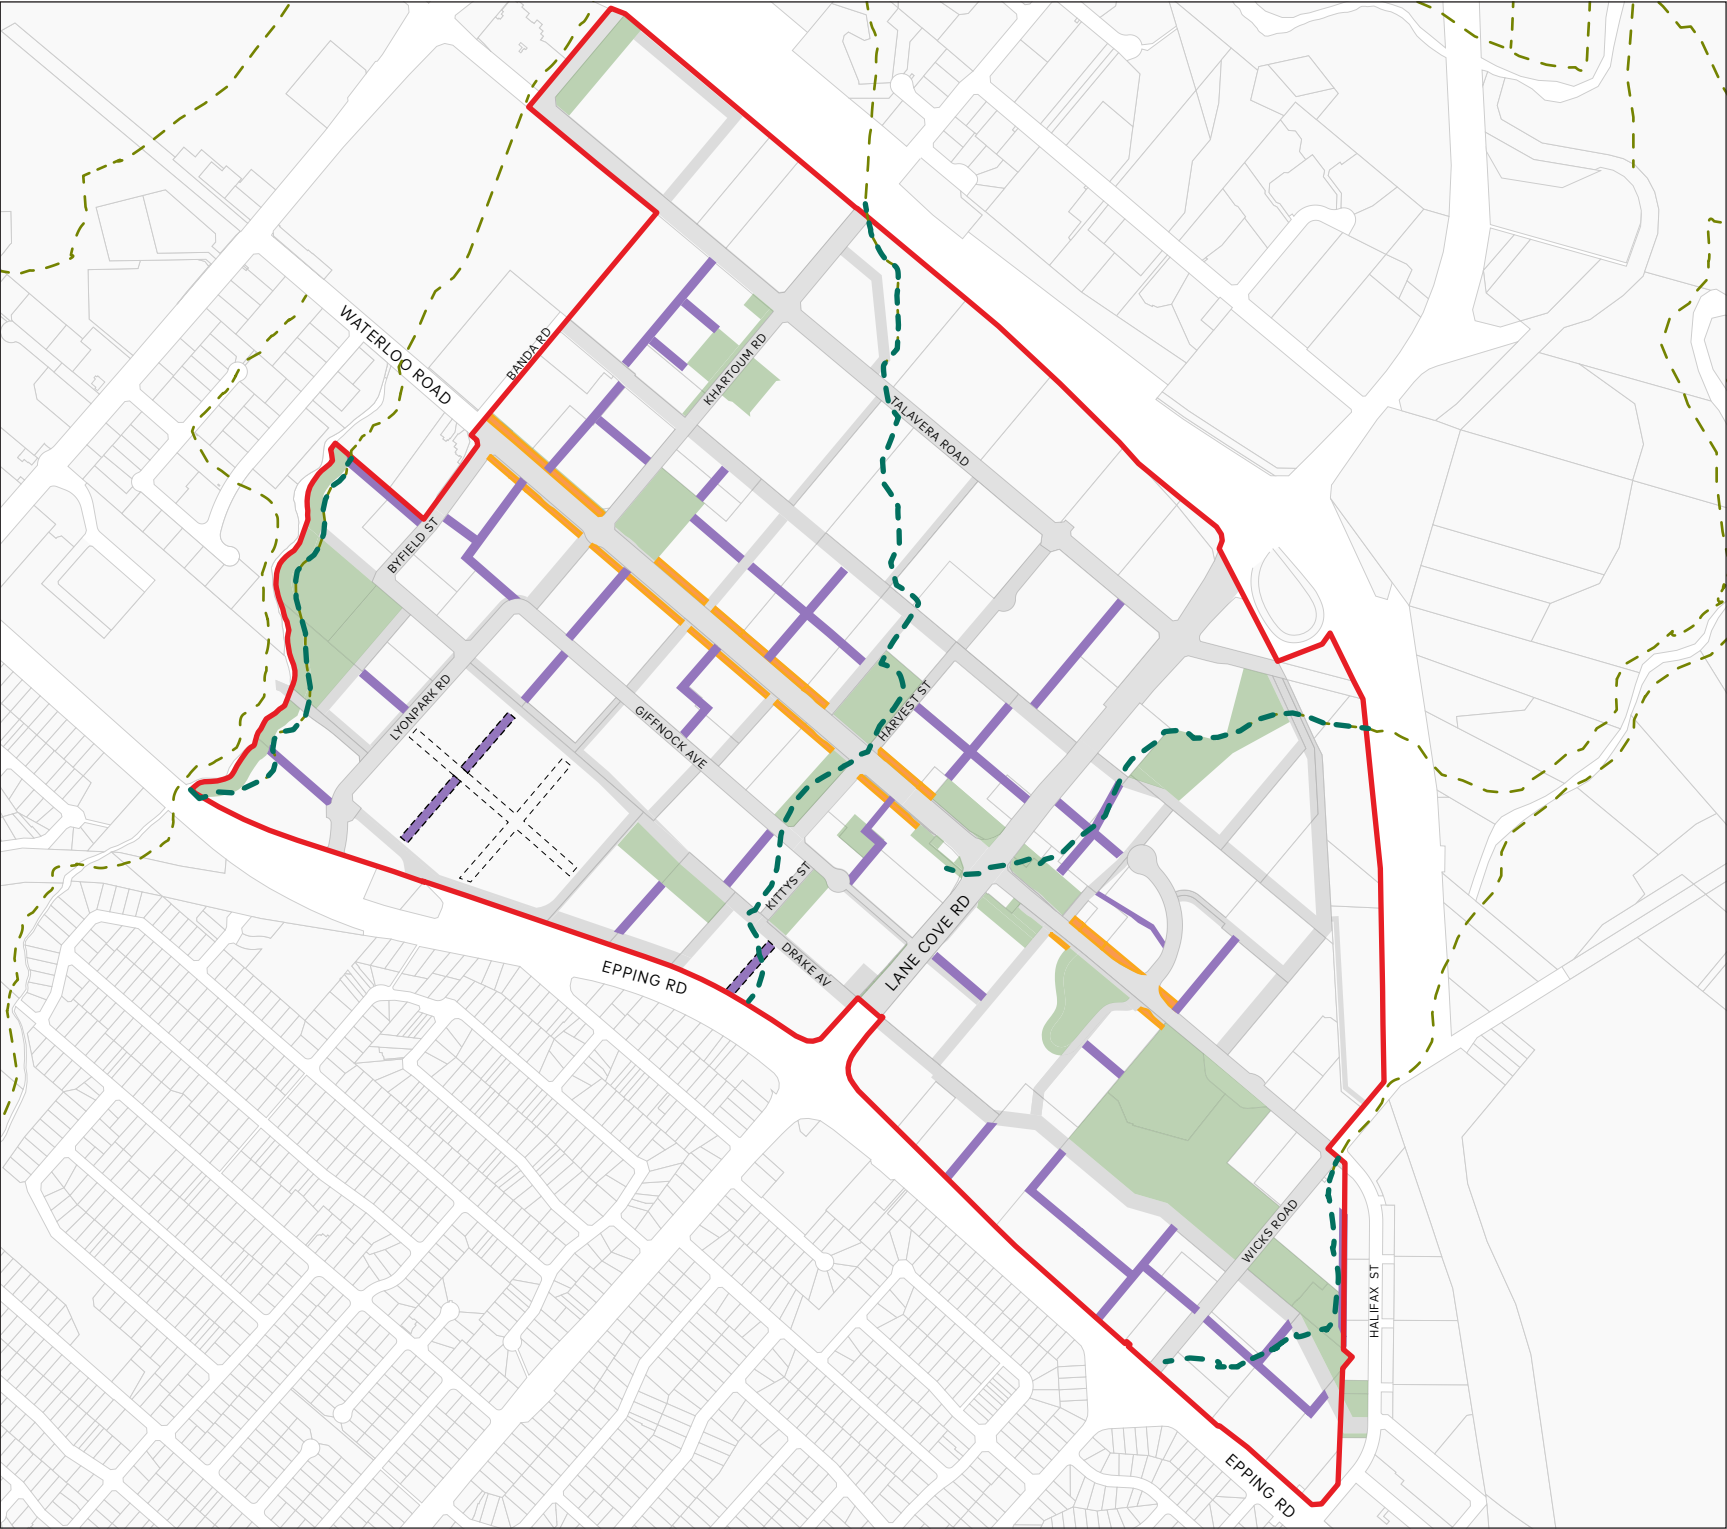 WATERLOO ROAD
BANDA RD
KHARTOUM RD
TALAVERA ROAD
BYFIELD ST
LYONPARK RD
GIFFNOCK AVE
HARVEST ST
KITTYS ST
LANE COVE RD
DRAKE AV
EPPING RD
WICKS ROAD
HALIFAX ST
EPPING RD